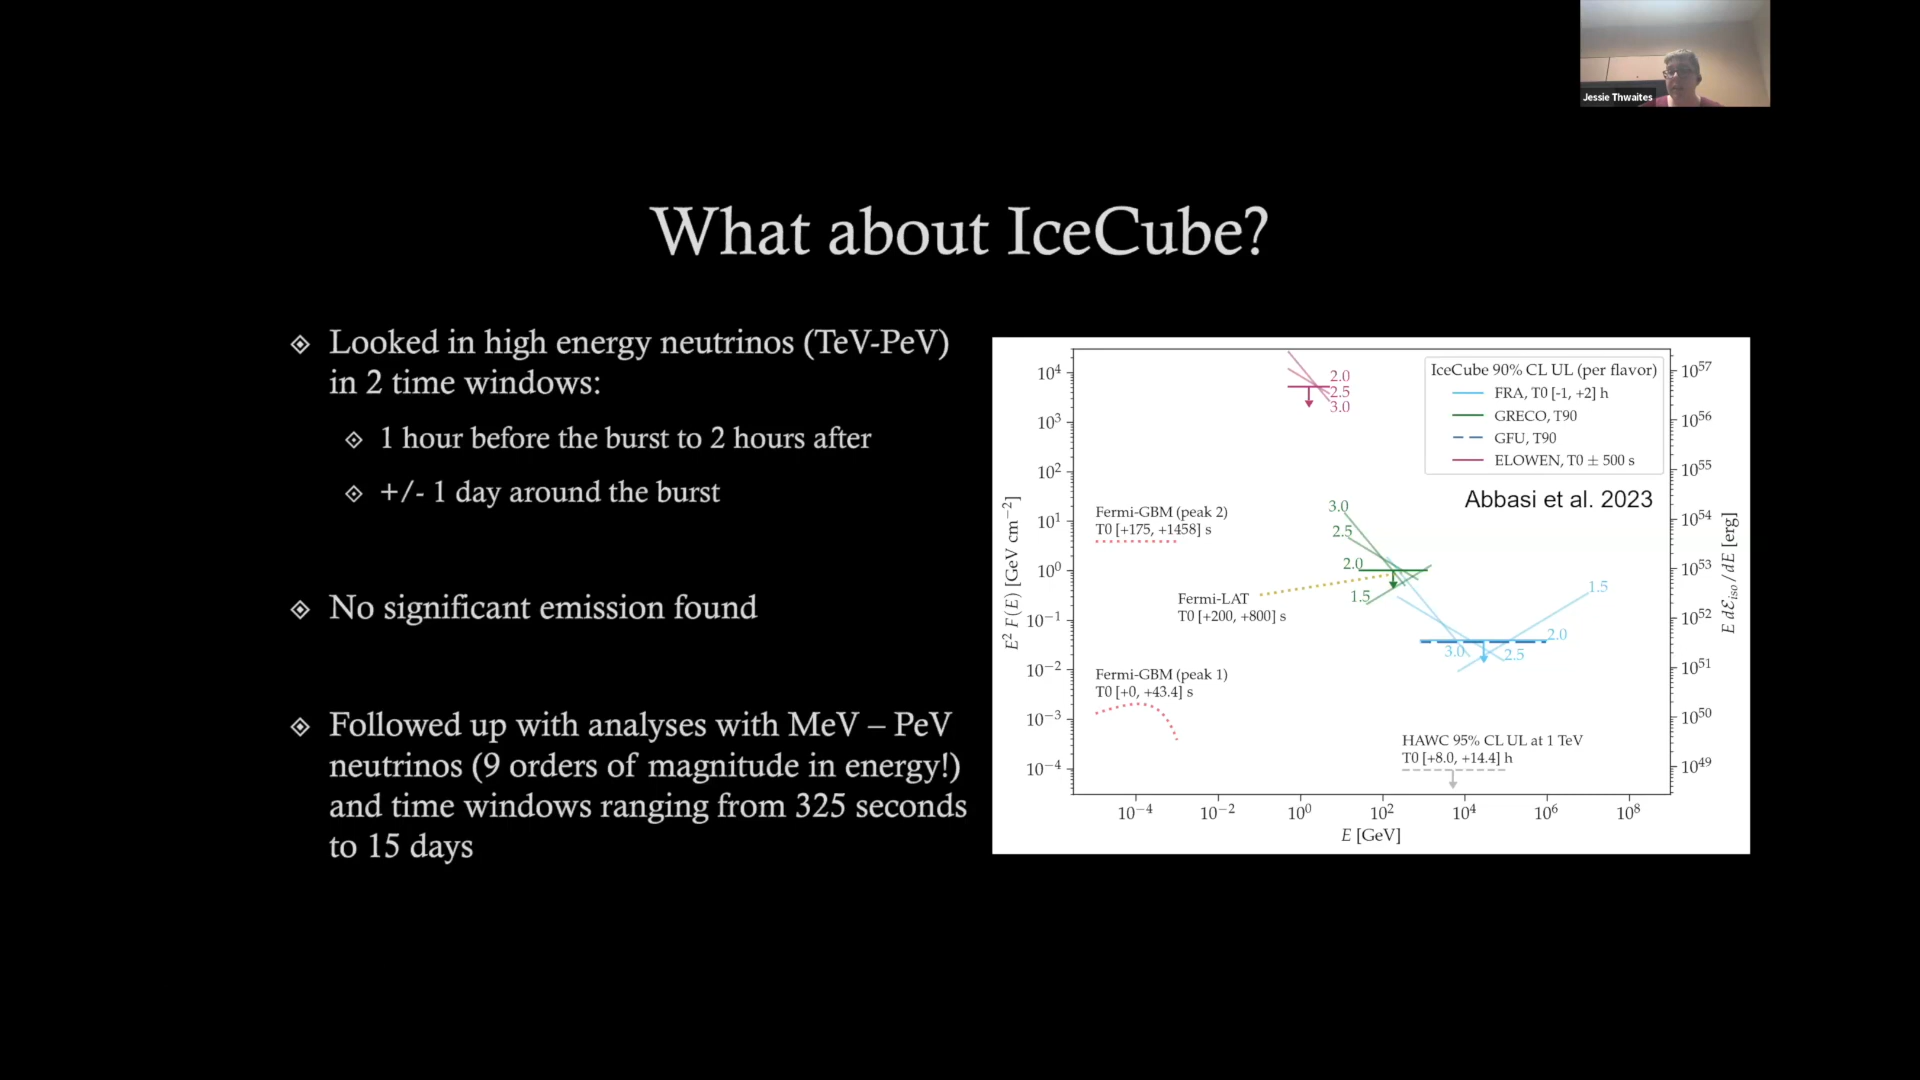 Jessie Thwaites
What about IceCube?
Looked in high energy neutrinos (TeV-PeV)
in 2 time windows:
1 hour before the burst to 2 hours after
+/- 1 day around the burst
No significant emission found
Followed up with analyses with MeV – PeV
neutrinos (9 orders of magnitude in energy!)
and time windows ranging from 325 seconds
to 15 days
IceCube 90% CL UL (per flavor)
FRA, T0 [-1, +2] h
GRECO, T90
GFU, T90
ELOWEN, T0 ± 500 s
Abbasi et al. 2023
2.0
2.5
3.0
Fermi-GBM (peak 2)
T0 [+175, +1458] s
3.0
2.5
2.0
1.5
Fermi-LAT
T0 [+200, +800] s
1.5
2.0
3.0
2.5
Fermi-GBM (peak 1)
T0 [+0, +43.4] s
HAWC 95% CL UL at 1 TeV
T0 [+8.0, +14.4] h
10⁴
10³
10²
10¹
10⁰
10⁻¹
10⁻²
10⁻³
10⁻⁴
E² F(E) [GeV cm⁻²]
10⁵⁷
10⁵⁶
10⁵⁵
10⁵⁴
10⁵³
10⁵²
10⁵¹
10⁵⁰
10⁴⁹
E dℰiso/dE [erg]
10⁻⁴ 10⁻² 10⁰ 10² 10⁴ 10⁶ 10⁸
E [GeV]